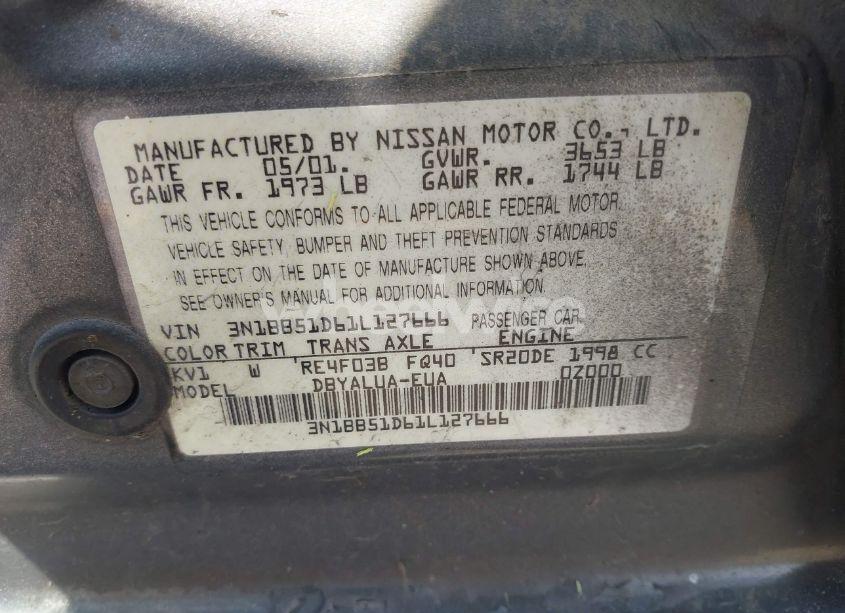 MANUFACTURED BY NISSAN MOTOR CO., LTD.
DATE 05/01. GVWR. 3653 LB
GAWR FR. 1973 LB GAWR RR. 1744 LB
THIS VEHICLE CONFORMS TO ALL APPLICABLE FEDERAL MOTOR
VEHICLE SAFETY, BUMPER AND THEFT PREVENTION STANDARDS
IN EFFECT ON THE DATE OF MANUFACTURE SHOWN ABOVE.
SEE OWNER'S MANUAL FOR ADDITIONAL INFORMATION.
VIN 3N1BB51D61L127666 PASSENGER CAR
COLOR TRIM TRANS AXLE ENGINE
KV1 W RE4F03B FQ40 SR20DE 1998 CC
MODEL DBYALUA-EUA 0Z000
3N1BB51D61L127666